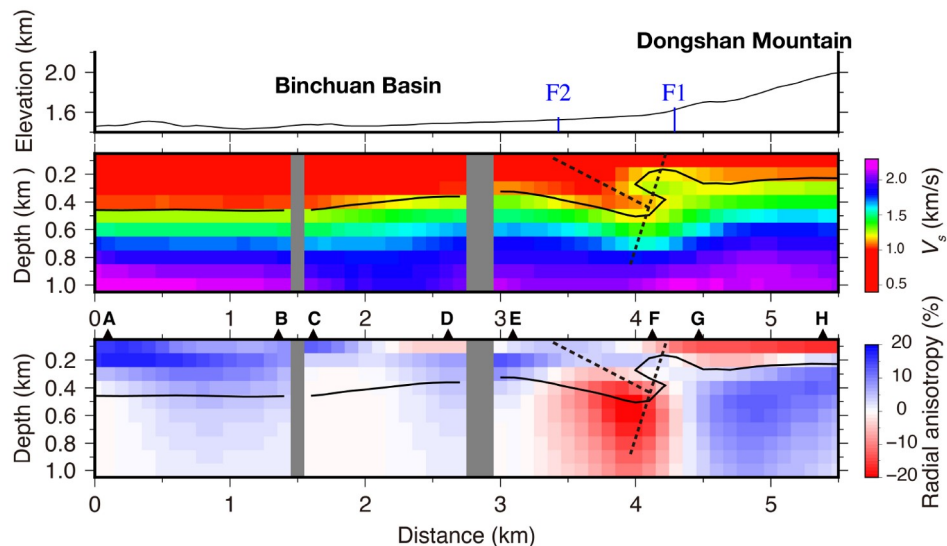 Dongshan Mountain
Binchuan Basin
F2
F1
Elevation (km)
2.0
1.6
0.2
0.4
0.6
0.8
1.0
Depth (km)
2.0
1.5
1.0
0.5
Vs (km/s)
0 1 2 3 4 5
A B C D E F G H
0.2
0.4
0.6
0.8
1.0
Depth (km)
20
10
0
−10
−20
Radial anisotropy (%)
0 1 2 3 4 5
Distance (km)